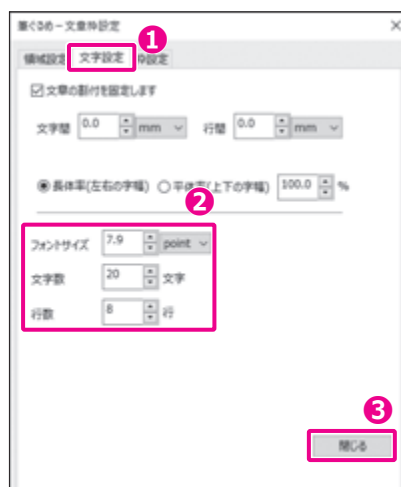 筆ぐるめ－文章枠設定
❶
領域設定 文字設定 枠設定
文章の割付を固定します
文字間 0.0 mm 行間 0.0 mm
長体率(左右の字幅) 平体率(上下の字幅) 100.0 %
❷
フォントサイズ 7.9 point
文字数 20 文字
行数 8 行
❸
閉じる